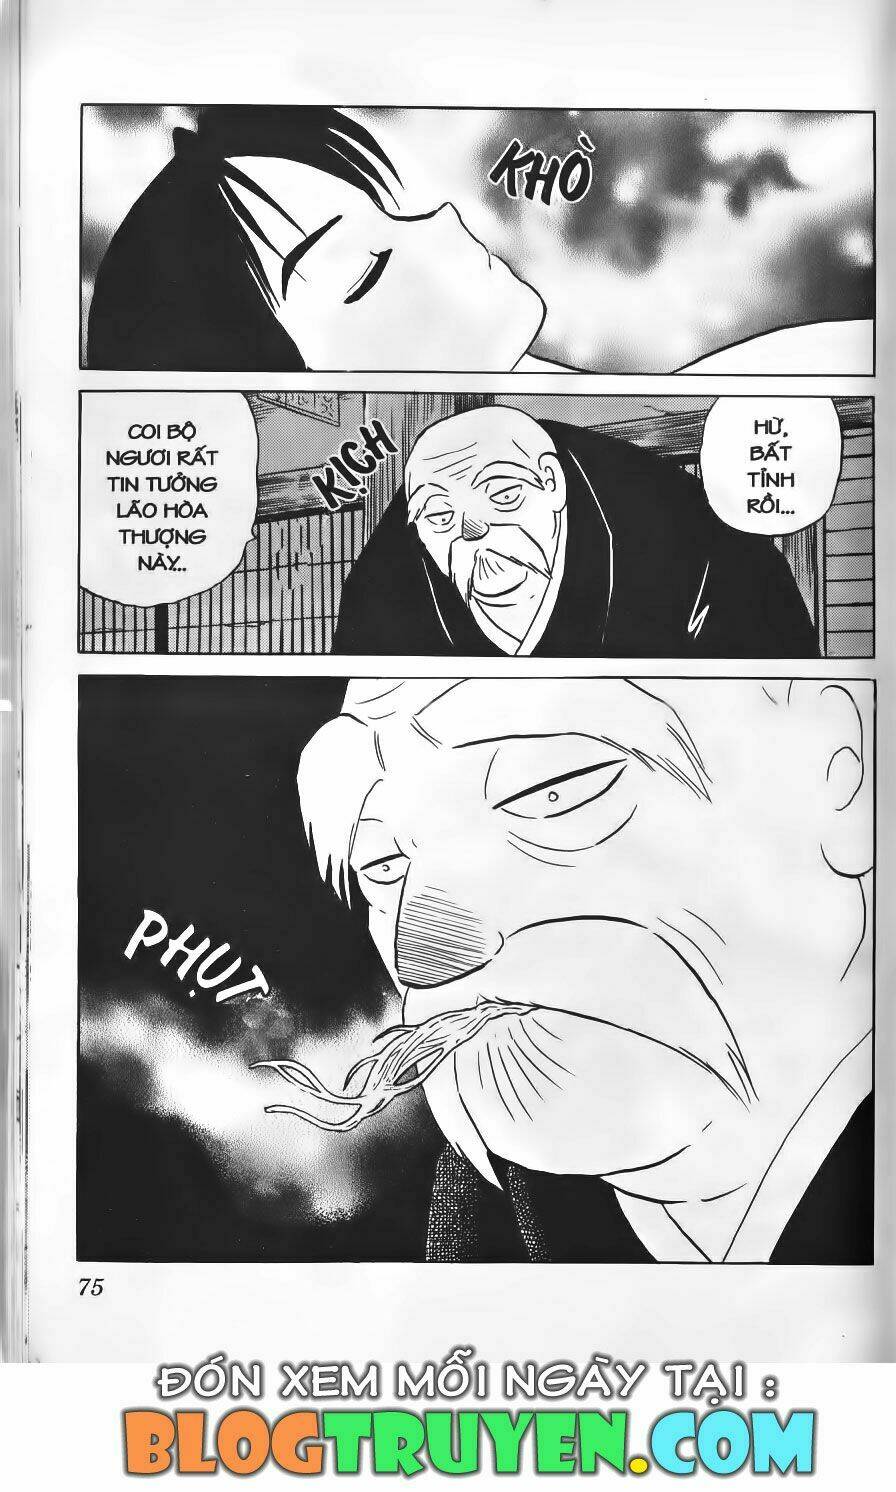 KHÒ
HỪ,
BẤT
TỈNH
RỒI...
KỊCH
COI BỘ
NGƯƠI RẤT
TIN TƯỞNG
LÃO HÒA
THƯỢNG
NÀY...
PHỤT
75
ĐÓN XEM MỖI NGÀY TẠI :
BLOGTRUYEN.COM